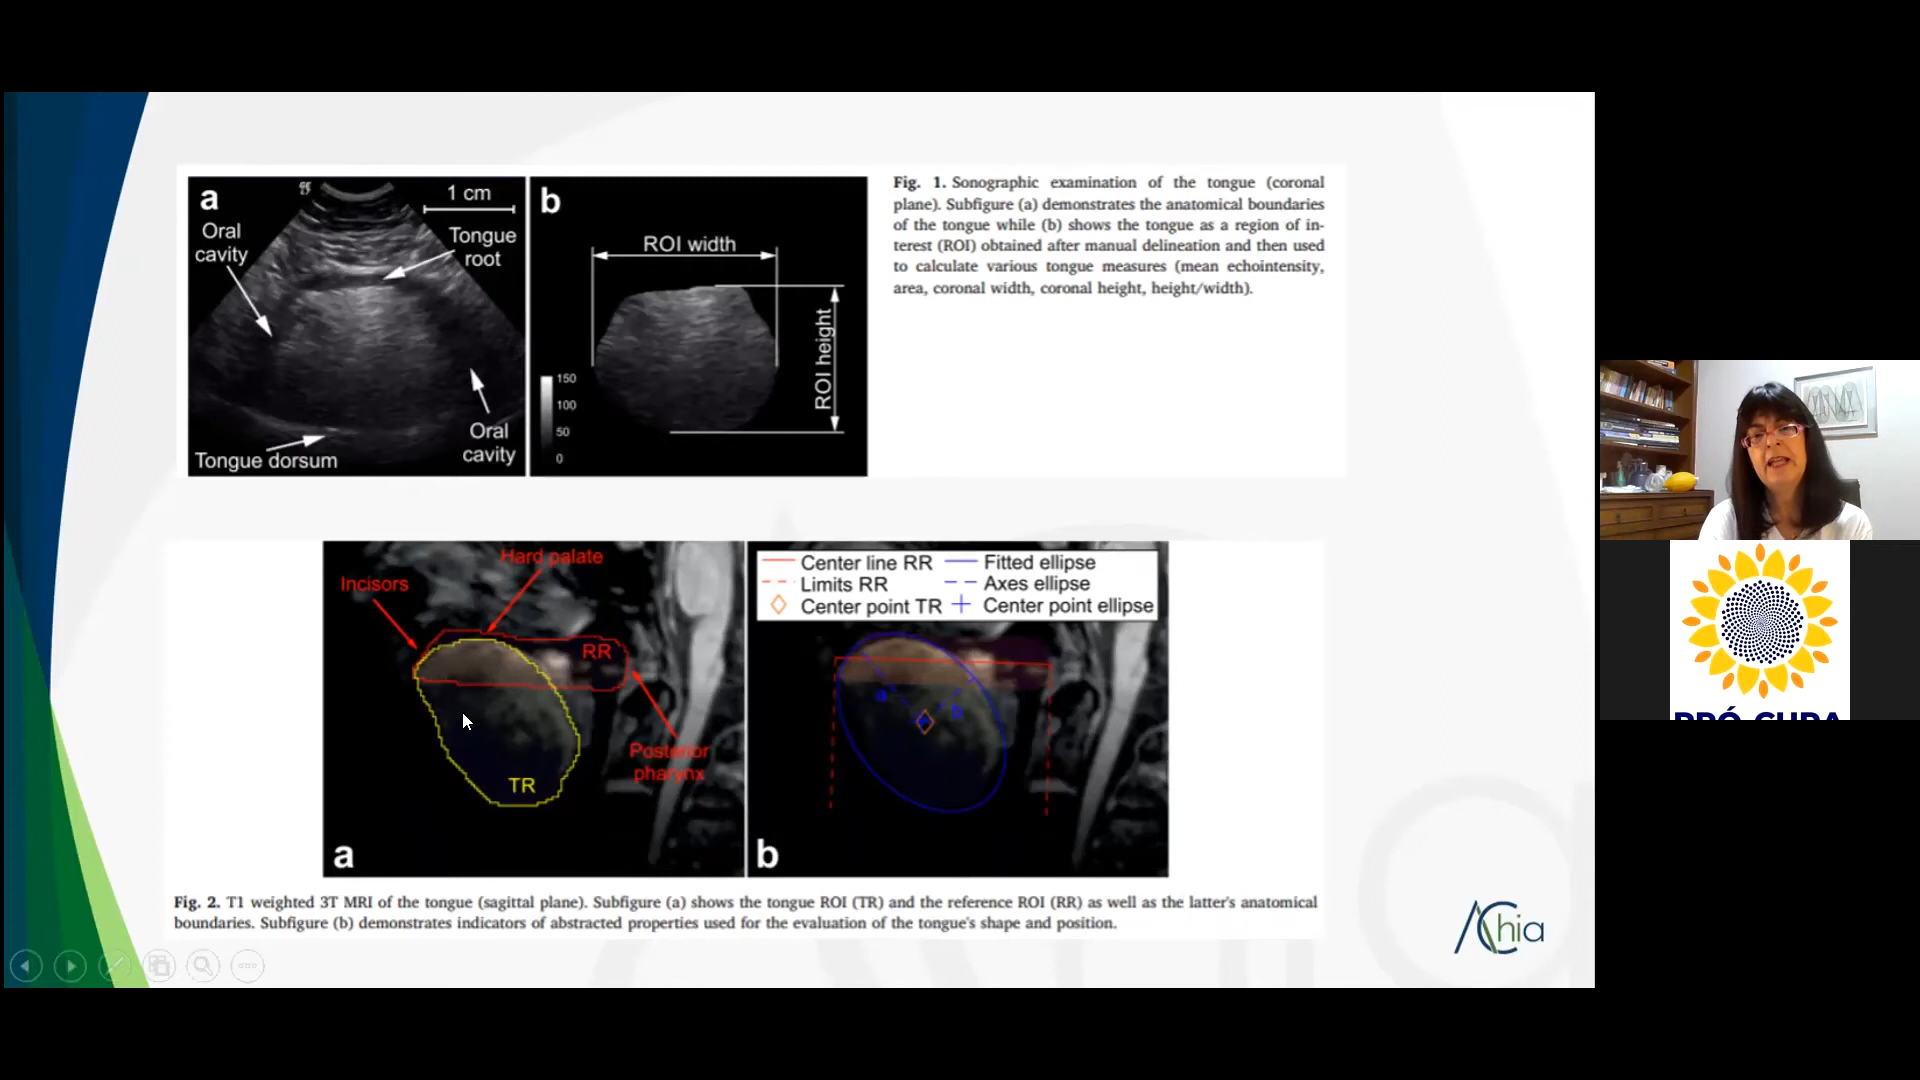 a
1 cm
Oral
cavity
Tongue
root
Oral
cavity
Tongue dorsum
b
ROI width
ROI height
150
100
50
0
Fig. 1. Sonographic examination of the tongue (coronal
plane). Subfigure (a) demonstrates the anatomical boundaries
of the tongue while (b) shows the tongue as a region of in-
terest (ROI) obtained after manual delineation and then used
to calculate various tongue measures (mean echointensity,
area, coronal width, coronal height, height/width).
Hard palate
Incisors
RR
Posterior
pharynx
TR
a
Center line RR
Limits RR
Center point TR
Fitted ellipse
Axes ellipse
Center point ellipse
a
b
b
Fig. 2. T1 weighted 3T MRI of the tongue (sagittal plane). Subfigure (a) shows the tongue ROI (TR) and the reference ROI (RR) as well as the latter's anatomical
boundaries. Subfigure (b) demonstrates indicators of abstracted properties used for the evaluation of the tongue's shape and position.
AChia
PRÓ-CURA